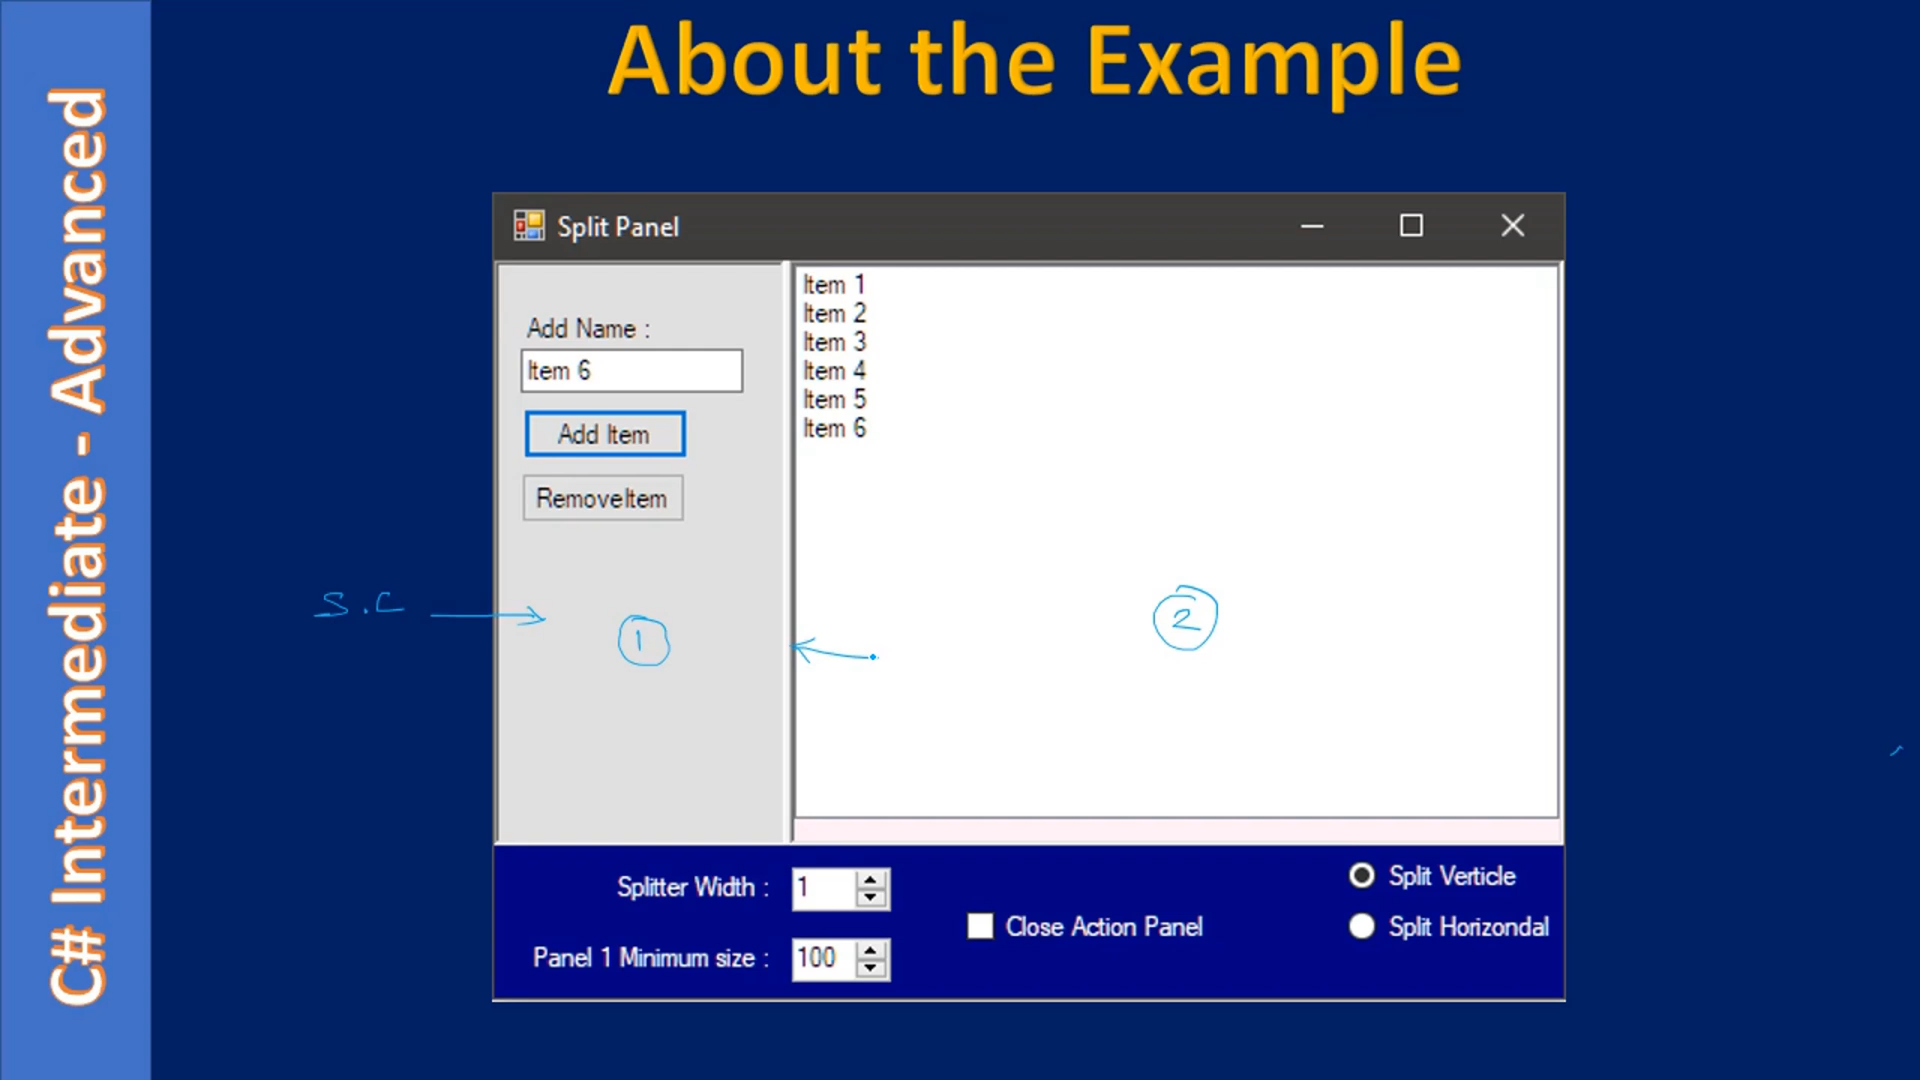 About the Example
C# Intermediate - Advanced
Split Panel
Add Name :
Item 6
Add Item
RemoveItem
Item 1
Item 2
Item 3
Item 4
Item 5
Item 6
S.C
1
2
Splitter Width : 1
Panel 1 Minimum size : 100
Close Action Panel
Split Verticle
Split Horizondal